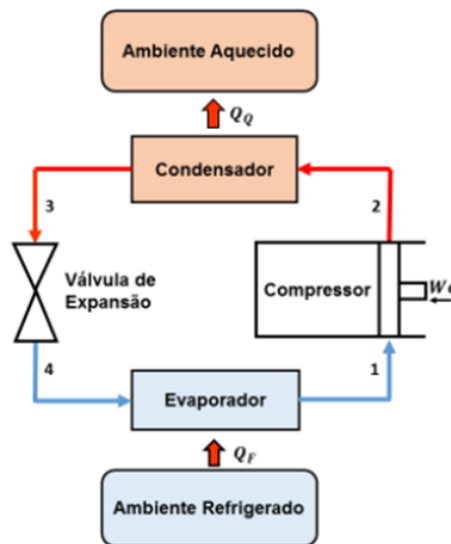 Ambiente Aquecido
Q_Q
Condensador
3
2
Válvula de
Expansão
Compressor
4
1
Evaporador
Q_F
Ambiente Refrigerado